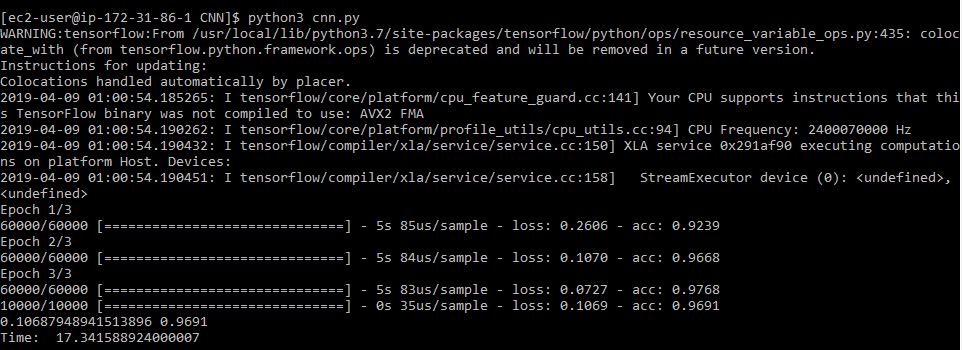 [ec2-user@ip-172-31-86-1 CNN]$ python3 cnn.py
WARNING:tensorflow:From /usr/local/lib/python3.7/site-packages/tensorflow/python/ops/resource_variable_ops.py:435: coloc
ate_with (from tensorflow.python.framework.ops) is deprecated and will be removed in a future version.
Instructions for updating:
Colocations handled automatically by placer.
2019-04-09 01:00:54.185265: I tensorflow/core/platform/cpu_feature_guard.cc:141] Your CPU supports instructions that thi
s TensorFlow binary was not compiled to use: AVX2 FMA
2019-04-09 01:00:54.190262: I tensorflow/core/platform/profile_utils/cpu_utils.cc:94] CPU Frequency: 2400070000 Hz
2019-04-09 01:00:54.190432: I tensorflow/compiler/xla/service/service.cc:150] XLA service 0x291af90 executing computatio
ns on platform Host. Devices:
2019-04-09 01:00:54.190451: I tensorflow/compiler/xla/service/service.cc:158]   StreamExecutor device (0): <undefined>,
<undefined>
Epoch 1/3
60000/60000 [==============================] - 5s 85us/sample - loss: 0.2606 - acc: 0.9239
Epoch 2/3
60000/60000 [==============================] - 5s 84us/sample - loss: 0.1070 - acc: 0.9668
Epoch 3/3
60000/60000 [==============================] - 5s 83us/sample - loss: 0.0727 - acc: 0.9768
10000/10000 [==============================] - 0s 35us/sample - loss: 0.1069 - acc: 0.9691
0.10687948941513896 0.9691
Time:  17.341588924000007